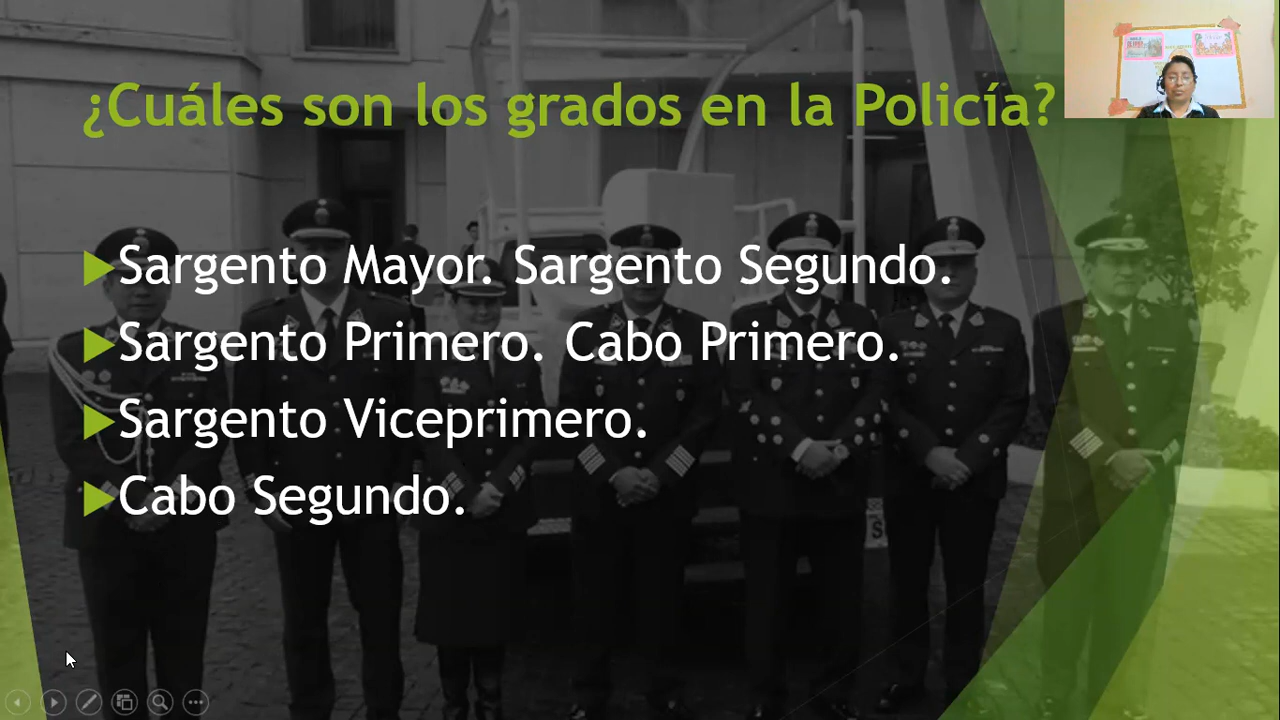 ¿Cuáles son los grados en la Policía?
Sargento Mayor. Sargento Segundo.
Sargento Primero. Cabo Primero.
Sargento Viceprimero.
Cabo Segundo.